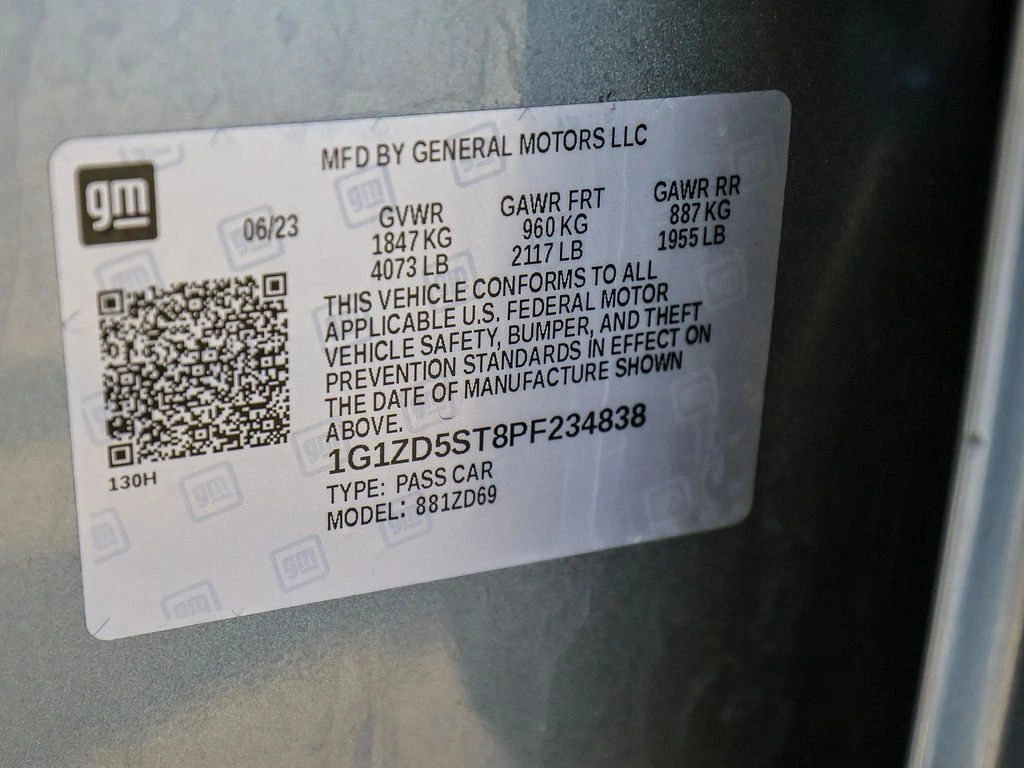 MFD BY GENERAL MOTORS LLC
gm
06/23
GVWR
1847 KG
4073 LB
GAWR FRT
960 KG
2117 LB
GAWR RR
887 KG
1955 LB
THIS VEHICLE CONFORMS TO ALL
APPLICABLE U.S. FEDERAL MOTOR
VEHICLE SAFETY, BUMPER, AND THEFT
PREVENTION STANDARDS IN EFFECT ON
THE DATE OF MANUFACTURE SHOWN
ABOVE.
1G1ZD5ST8PF234838
TYPE: PASS CAR
MODEL: 881ZD69
130H